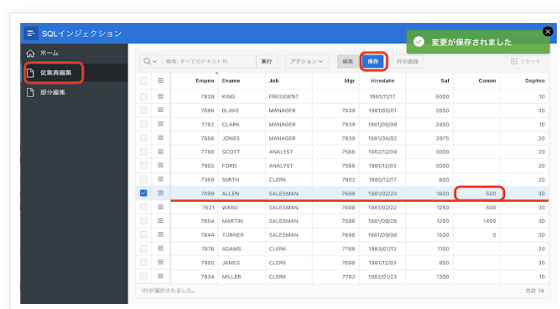 SQLインジェクション
変更が保存されました
ホーム
従業員編集
部分編集
検索: すべてのテキスト列 実行 アクション 編集 保存 行の追加 リセット
Empno Ename Job Mgr Hiredate Sal Comm Deptno
7839 KING PRESIDENT 1981/11/17 5000 10
7698 BLAKE MANAGER 7839 1981/05/01 2850 30
7782 CLARK MANAGER 7839 1981/06/09 2450 10
7566 JONES MANAGER 7839 1981/04/02 2975 20
7788 SCOTT ANALYST 7566 1982/12/09 3000 20
7902 FORD ANALYST 7566 1981/12/03 3000 20
7369 SMITH CLERK 7902 1980/12/17 800 20
7499 ALLEN SALESMAN 7698 1981/02/20 1600 500 30
7521 WARD SALESMAN 7698 1981/02/22 1250 500 30
7654 MARTIN SALESMAN 7698 1981/09/28 1250 1400 30
7844 TURNER SALESMAN 7698 1981/09/08 1500 0 30
7876 ADAMS CLERK 7788 1983/01/12 1100 20
7900 JAMES CLERK 7698 1981/12/03 950 30
7934 MILLER CLERK 7782 1982/01/23 1300 10
1行が選択されました。 合計 14